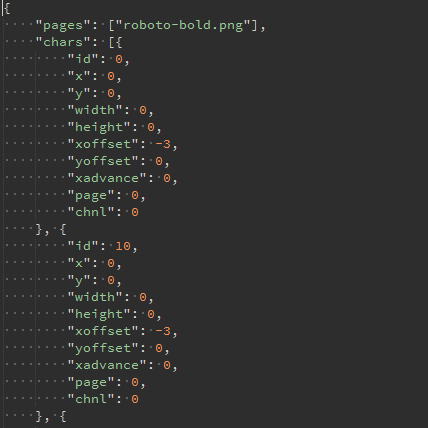 {
    "pages": ["roboto-bold.png"],
    "chars": [{
        "id": 0,
        "x": 0,
        "y": 0,
        "width": 0,
        "height": 0,
        "xoffset": -3,
        "yoffset": 0,
        "xadvance": 0,
        "page": 0,
        "chnl": 0
    }, {
        "id": 10,
        "x": 0,
        "y": 0,
        "width": 0,
        "height": 0,
        "xoffset": -3,
        "yoffset": 0,
        "xadvance": 0,
        "page": 0,
        "chnl": 0
    }, {